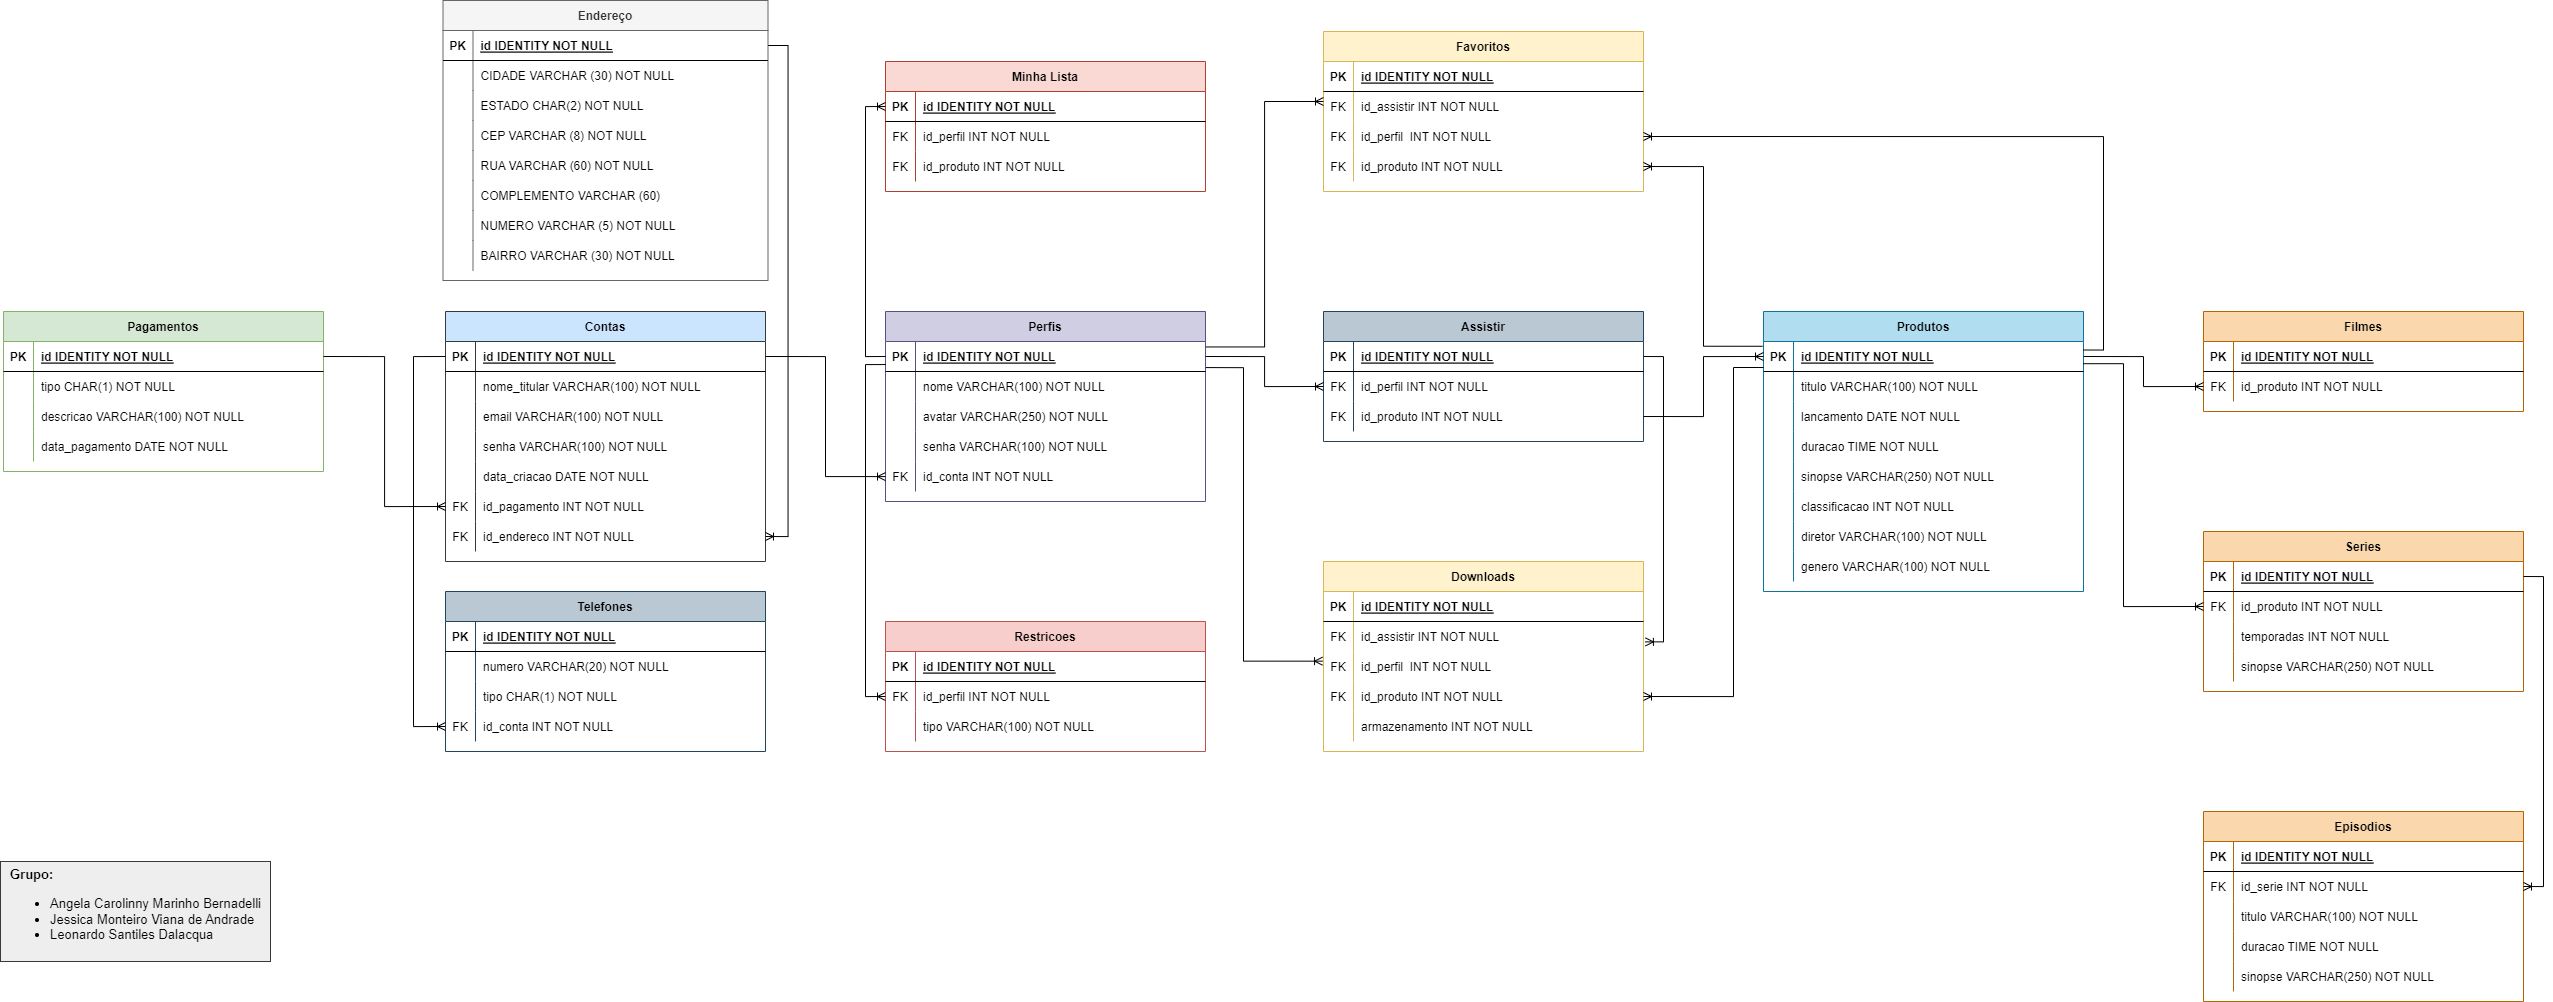 Endereço
PK id IDENTITY NOT NULL
CIDADE VARCHAR (30) NOT NULL
ESTADO CHAR(2) NOT NULL
CEP VARCHAR (8) NOT NULL
RUA VARCHAR (60) NOT NULL
COMPLEMENTO VARCHAR (60)
NUMERO VARCHAR (5) NOT NULL
BAIRRO VARCHAR (30) NOT NULL
Minha Lista
PK id IDENTITY NOT NULL
FK id_perfil INT NOT NULL
FK id_produto INT NOT NULL
Favoritos
PK id IDENTITY NOT NULL
FK id_assistir INT NOT NULL
FK id_perfil  INT NOT NULL
FK id_produto INT NOT NULL
Pagamentos
PK id IDENTITY NOT NULL
tipo CHAR(1) NOT NULL
descricao VARCHAR(100) NOT NULL
data_pagamento DATE NOT NULL
Contas
PK id IDENTITY NOT NULL
nome_titular VARCHAR(100) NOT NULL
email VARCHAR(100) NOT NULL
senha VARCHAR(100) NOT NULL
data_criacao DATE NOT NULL
FK id_pagamento INT NOT NULL
FK id_endereco INT NOT NULL
Perfis
PK id IDENTITY NOT NULL
nome VARCHAR(100) NOT NULL
avatar VARCHAR(250) NOT NULL
senha VARCHAR(100) NOT NULL
FK id_conta INT NOT NULL
Assistir
PK id IDENTITY NOT NULL
FK id_perfil INT NOT NULL
FK id_produto INT NOT NULL
Produtos
PK id IDENTITY NOT NULL
titulo VARCHAR(100) NOT NULL
lancamento DATE NOT NULL
duracao TIME NOT NULL
sinopse VARCHAR(250) NOT NULL
classificacao INT NOT NULL
diretor VARCHAR(100) NOT NULL
genero VARCHAR(100) NOT NULL
Filmes
PK id IDENTITY NOT NULL
FK id_produto INT NOT NULL
Telefones
PK id IDENTITY NOT NULL
numero VARCHAR(20) NOT NULL
tipo CHAR(1) NOT NULL
FK id_conta INT NOT NULL
Restricoes
PK id IDENTITY NOT NULL
FK id_perfil INT NOT NULL
tipo VARCHAR(100) NOT NULL
Downloads
PK id IDENTITY NOT NULL
FK id_assistir INT NOT NULL
FK id_perfil  INT NOT NULL
FK id_produto INT NOT NULL
armazenamento INT NOT NULL
Series
PK id IDENTITY NOT NULL
FK id_produto INT NOT NULL
temporadas INT NOT NULL
sinopse VARCHAR(250) NOT NULL
Episodios
PK id IDENTITY NOT NULL
FK id_serie INT NOT NULL
titulo VARCHAR(100) NOT NULL
duracao TIME NOT NULL
sinopse VARCHAR(250) NOT NULL
Grupo:
• Angela Carolinny Marinho Bernadelli
• Jessica Monteiro Viana de Andrade
• Leonardo Santiles Dalacqua